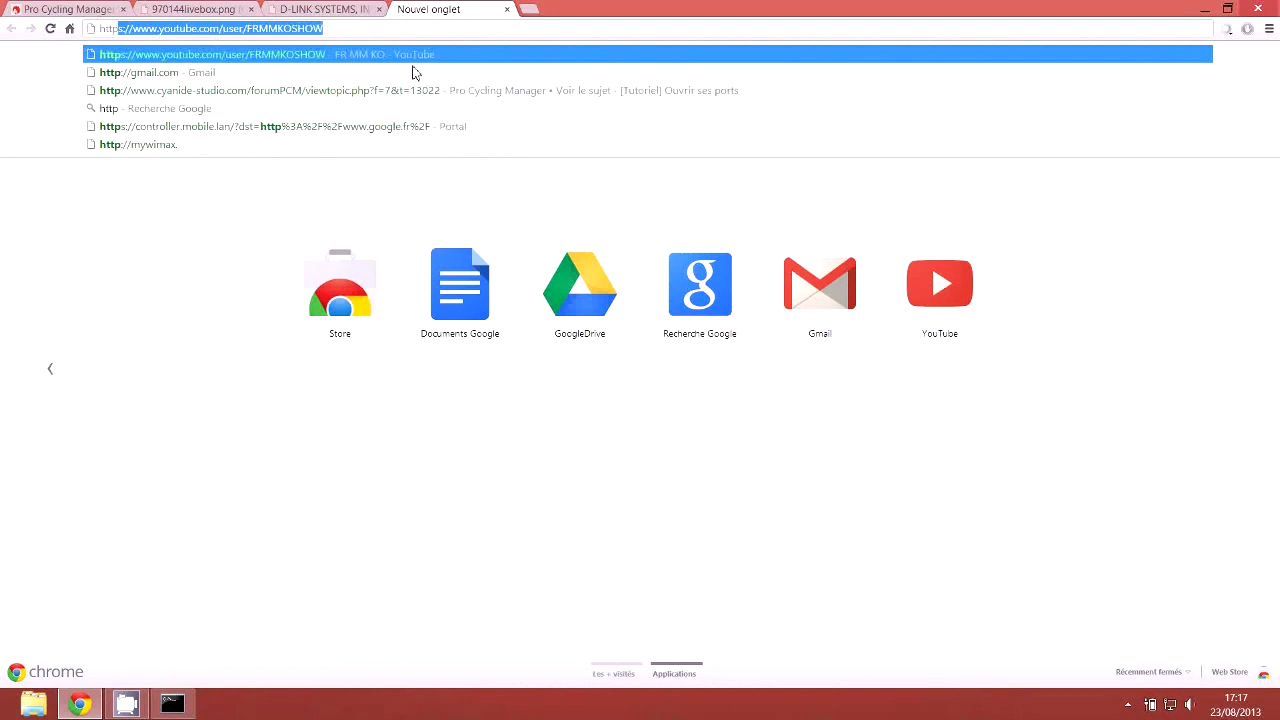 Pro Cycling Manager
970144livebox.png
D-LINK SYSTEMS, IN
Nouvel onglet
https://www.youtube.com/user/FRMMKOSHOW
https://www.youtube.com/user/FRMMKOSHOW - FR MM KO - YouTube
http://gmail.com - Gmail
http://www.cyanide-studio.com/forumPCM/viewtopic.php?f=7&t=13022 - Pro Cycling Manager • Voir le sujet - [Tutoriel] Ouvrir ses ports
http - Recherche Google
https://controller.mobile.lan/?dst=http%3A%2F%2Fwww.google.fr%2F - Portal
http://mywimax.
Store
Documents Google
GoogleDrive
Recherche Google
Gmail
YouTube
chrome
Les + visités
Applications
Récemment fermés
Web Store
17:17
23/08/2013